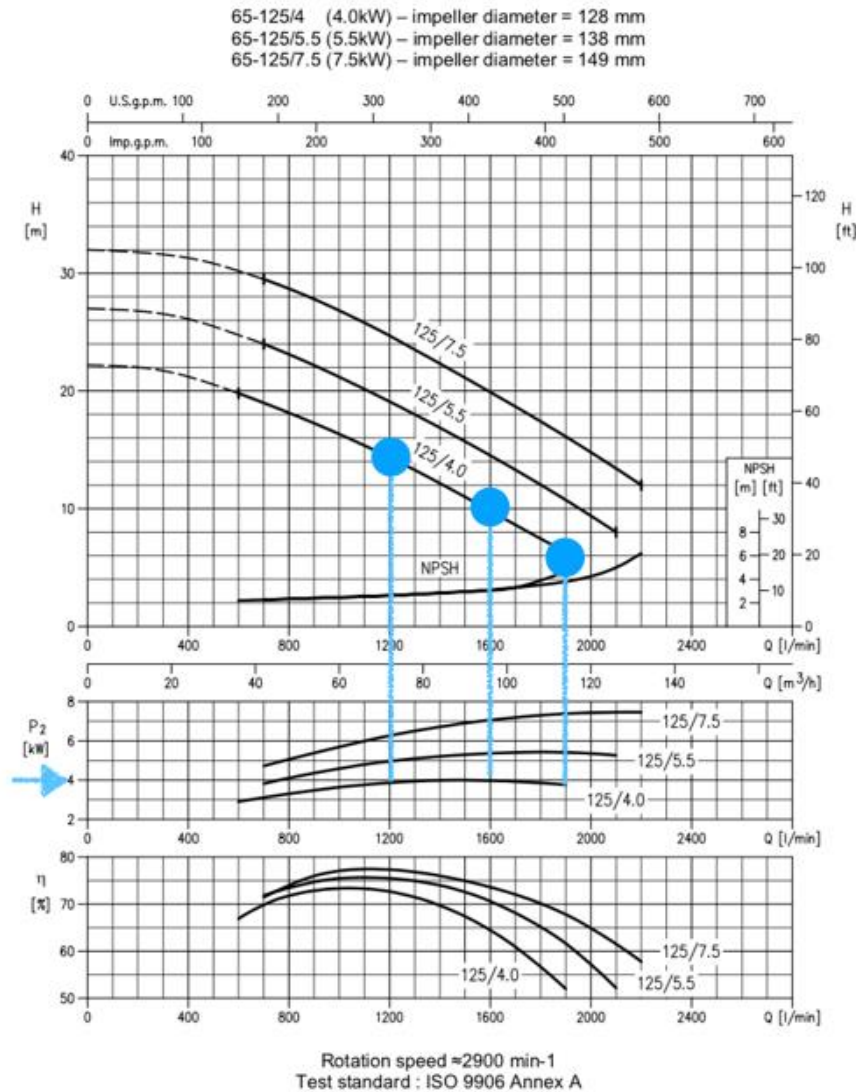 65-125/4 (4.0kW) – impeller diameter = 128 mm
65-125/5.5 (5.5kW) – impeller diameter = 138 mm
65-125/7.5 (7.5kW) – impeller diameter = 149 mm
0 U.S.g.p.m. 100 200 300 400 500 600 700
0 Imp.g.p.m. 100 200 300 400 500 600
40
H
[m]
30
20
10
0
H
[ft]
120
100
80
60
40
20
0
125/7.5
125/5.5
125/4.0
NPSH
NPSH
[m] [ft]
30
8
6 20
4
10
2
0 400 800 1200 1600 2000 2400 Q [l/min]
0 20 40 60 80 100 120 140 Q [m³/h]
8
P2
[kW]
6
4
2
125/7.5
125/5.5
125/4.0
0 400 800 1200 1600 2000 2400 Q [l/min]
80
η
[%]
70
60
50
125/7.5
125/4.0
125/5.5
0 400 800 1200 1600 2000 2400 Q [l/min]
Rotation speed ≈2900 min-1
Test standard : ISO 9906 Annex A